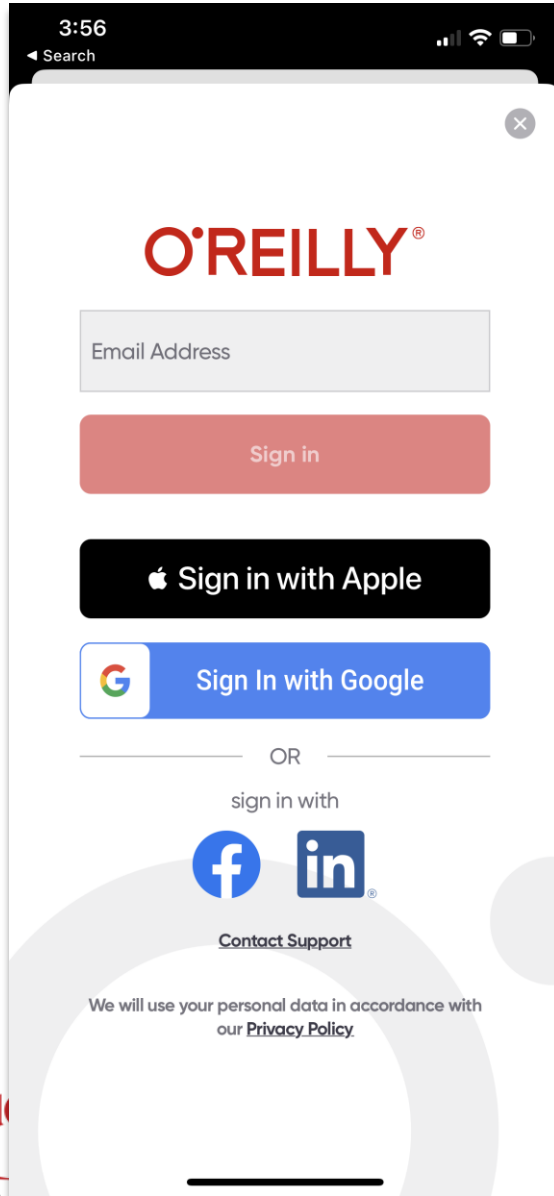 3:56
◀ Search
O'REILLY®
Email Address
Sign in
Sign in with Apple
G Sign In with Google
OR
sign in with
f in®
Contact Support
We will use your personal data in accordance with
our Privacy Policy